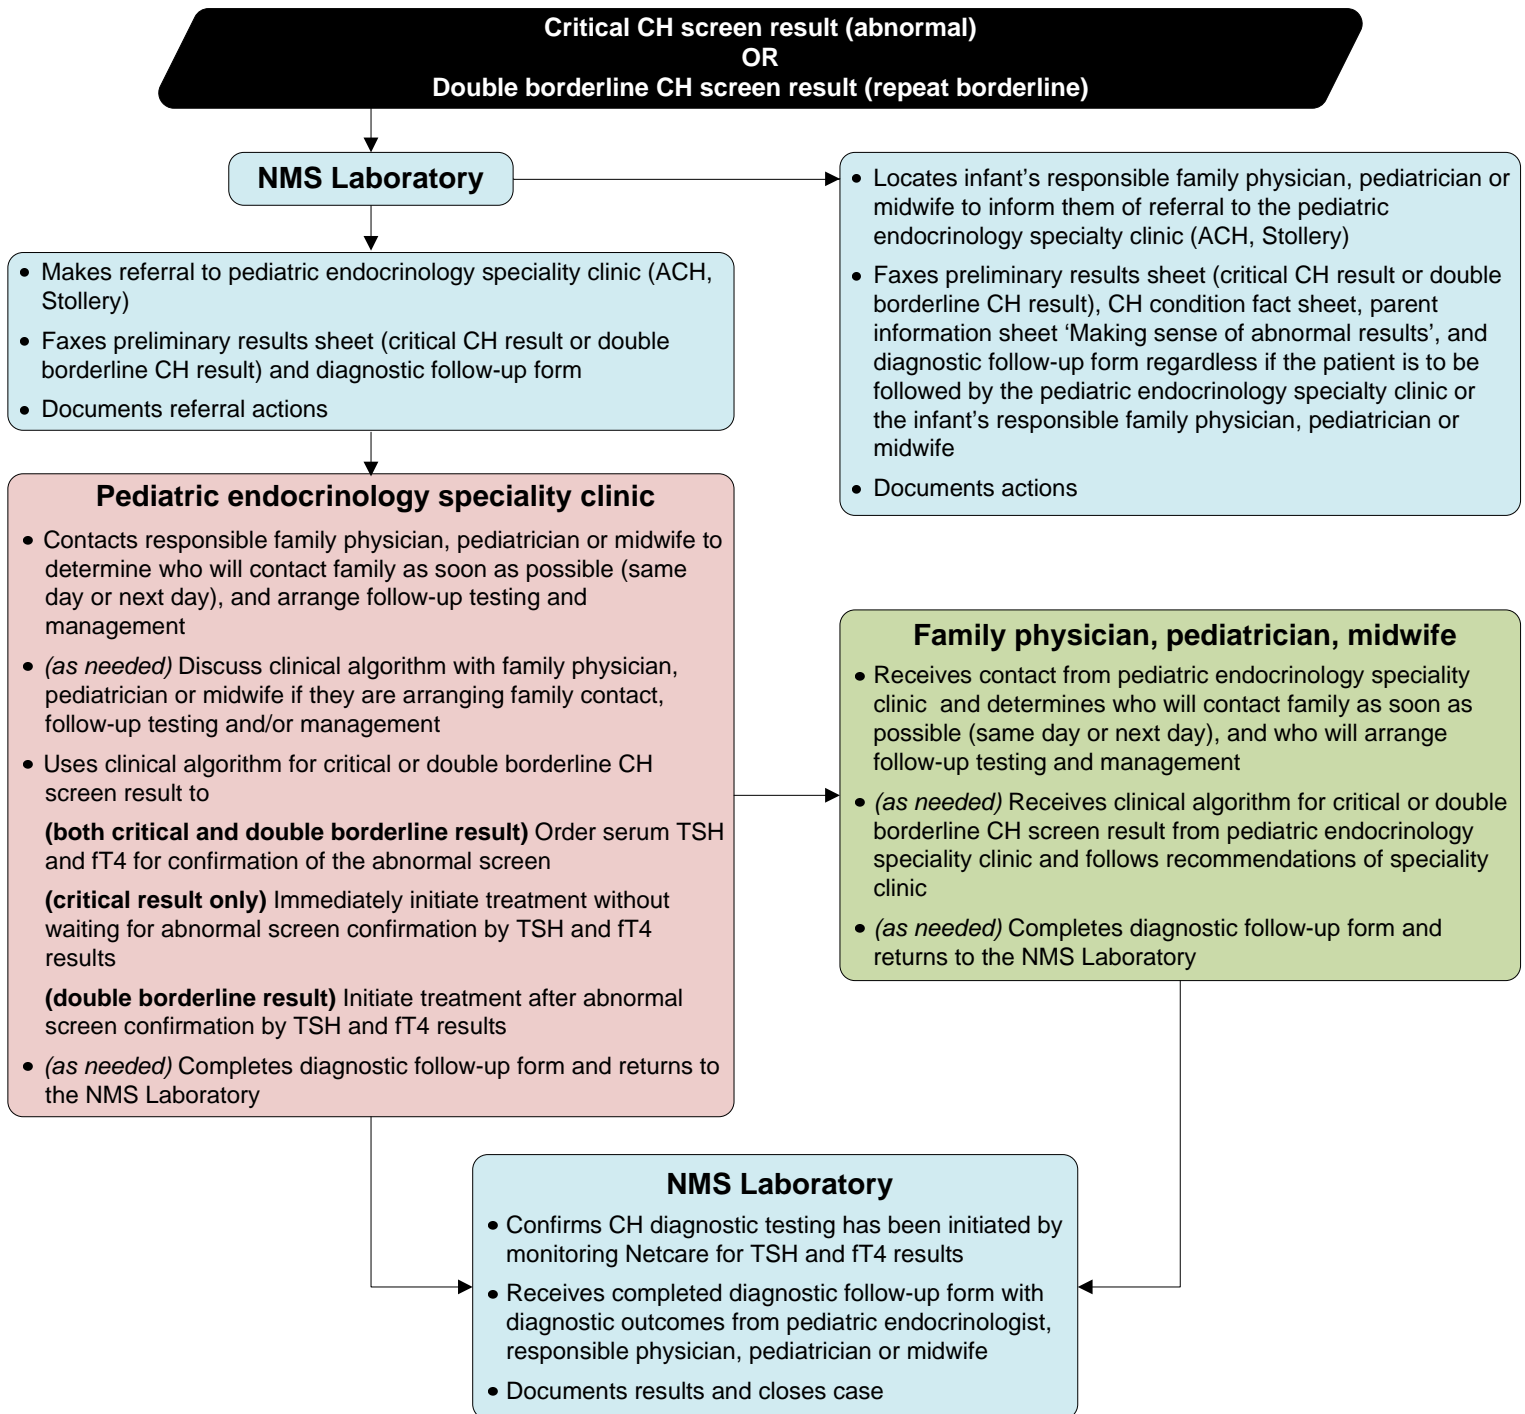 Critical CH screen result (abnormal)
OR
Double borderline CH screen result (repeat borderline)
NMS Laboratory
• Makes referral to pediatric endocrinology speciality clinic (ACH,
Stollery)
• Faxes preliminary results sheet (critical CH result or double
borderline CH result) and diagnostic follow-up form
• Documents referral actions
• Locates infant’s responsible family physician, pediatrician or
midwife to inform them of referral to the pediatric
endocrinology specialty clinic (ACH, Stollery)
• Faxes preliminary results sheet (critical CH result or double
borderline CH result), CH condition fact sheet, parent
information sheet ‘Making sense of abnormal results’, and
diagnostic follow-up form regardless if the patient is to be
followed by the pediatric endocrinology specialty clinic or
the infant’s responsible family physician, pediatrician or
midwife
• Documents actions
Pediatric endocrinology speciality clinic
• Contacts responsible family physician, pediatrician or midwife to
determine who will contact family as soon as possible (same
day or next day), and arrange follow-up testing and
management
• (as needed) Discuss clinical algorithm with family physician,
pediatrician or midwife if they are arranging family contact,
follow-up testing and/or management
• Uses clinical algorithm for critical or double borderline CH
screen result to
(both critical and double borderline result) Order serum TSH
and fT4 for confirmation of the abnormal screen
(critical result only) Immediately initiate treatment without
waiting for abnormal screen confirmation by TSH and fT4
results
(double borderline result) Initiate treatment after abnormal
screen confirmation by TSH and fT4 results
• (as needed) Completes diagnostic follow-up form and returns to
the NMS Laboratory
Family physician, pediatrician, midwife
• Receives contact from pediatric endocrinology speciality
clinic and determines who will contact family as soon as
possible (same day or next day), and who will arrange
follow-up testing and management
• (as needed) Receives clinical algorithm for critical or double
borderline CH screen result from pediatric endocrinology
speciality clinic and follows recommendations of speciality
clinic
• (as needed) Completes diagnostic follow-up form and
returns to the NMS Laboratory
NMS Laboratory
• Confirms CH diagnostic testing has been initiated by
monitoring Netcare for TSH and fT4 results
• Receives completed diagnostic follow-up form with
diagnostic outcomes from pediatric endocrinologist,
responsible physician, pediatrician or midwife
• Documents results and closes case